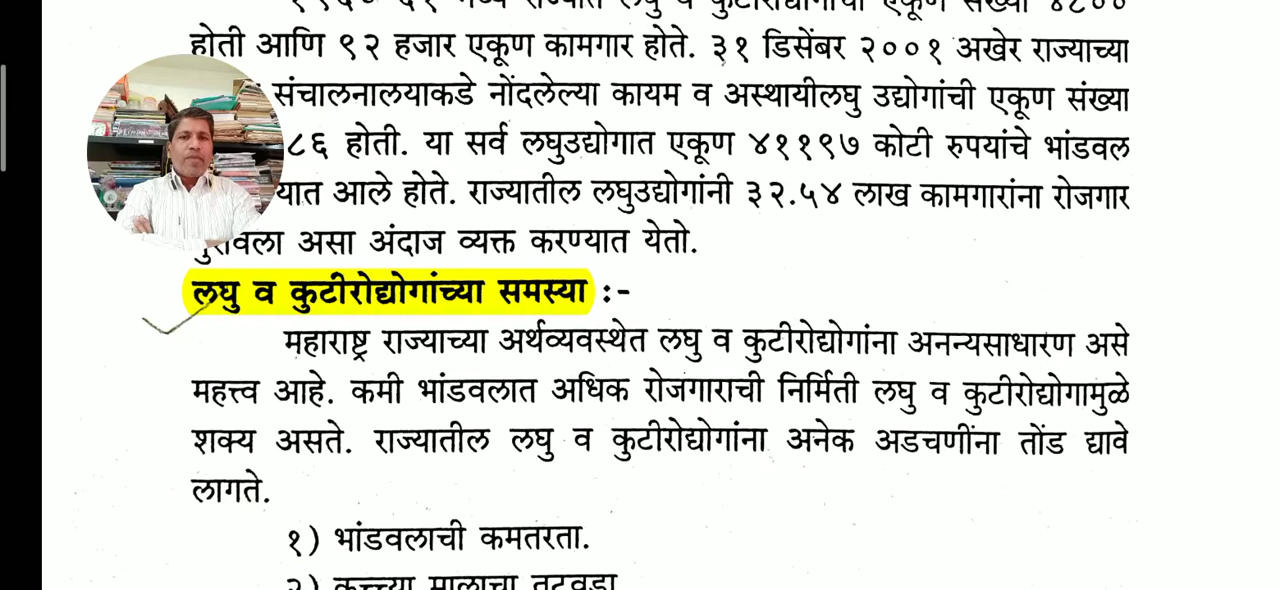 होती आणि ९२ हजार एकूण कामगार होते. ३१ डिसेंबर २००१ अखेर राज्याच्या
संचालनालयाकडे नोंदलेल्या कायम व अस्थायीलघु उद्योगांची एकूण संख्या
८६ होती. या सर्व लघुउद्योगात एकूण ४११९७ कोटी रुपयांचे भांडवल
यात आले होते. राज्यातील लघुउद्योगांनी ३२.५४ लाख कामगारांना रोजगार
असा अंदाज व्यक्त करण्यात येतो.
लघु व कुटीरोद्योगांच्या समस्या :-
महाराष्ट्र राज्याच्या अर्थव्यवस्थेत लघु व कुटीरोद्योगांना अनन्यसाधारण असे
महत्त्व आहे. कमी भांडवलात अधिक रोजगाराची निर्मिती लघु व कुटीरोद्योगामुळे
शक्य असते. राज्यातील लघु व कुटीरोद्योगांना अनेक अडचणींना तोंड द्यावे
लागते.
१) भांडवलाची कमतरता.